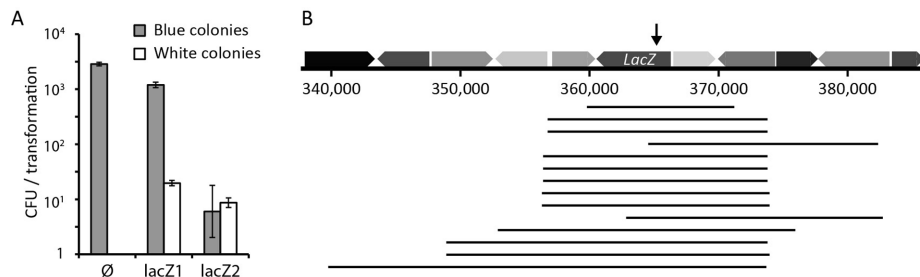 A
B
10⁴
10³
10²
10¹
1
CFU / transformation
Blue colonies
White colonies
Ø
lacZ1
lacZ2
LacZ
340,000
350,000
360,000
370,000
380,000